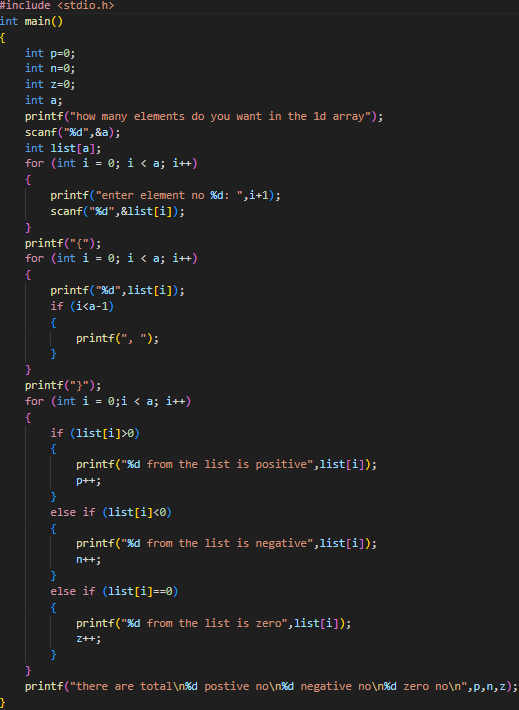 #include <stdio.h>
int main()
{
    int p=0;
    int n=0;
    int z=0;
    int a;
    printf("how many elements do you want in the 1d array");
    scanf("%d",&a);
    int list[a];
    for (int i = 0; i < a; i++)
    {
        printf("enter element no %d: ",i+1);
        scanf("%d",&list[i]);
    }
    printf("{");
    for (int i = 0; i < a; i++)
    {
        printf("%d",list[i]);
        if (i<a-1)
        {
            printf(", ");
        }
    }
    printf("}");
    for (int i = 0;i < a; i++)
    {
        if (list[i]>0)
        {
            printf("%d from the list is positive",list[i]);
            p++;
        }
        else if (list[i]<0)
        {
            printf("%d from the list is negative",list[i]);
            n++;
        }
        else if (list[i]==0)
        {
            printf("%d from the list is zero",list[i]);
            z++;
        }
    }
    printf("there are total\n%d postive no\n%d negative no\n%d zero no\n",p,n,z);
}